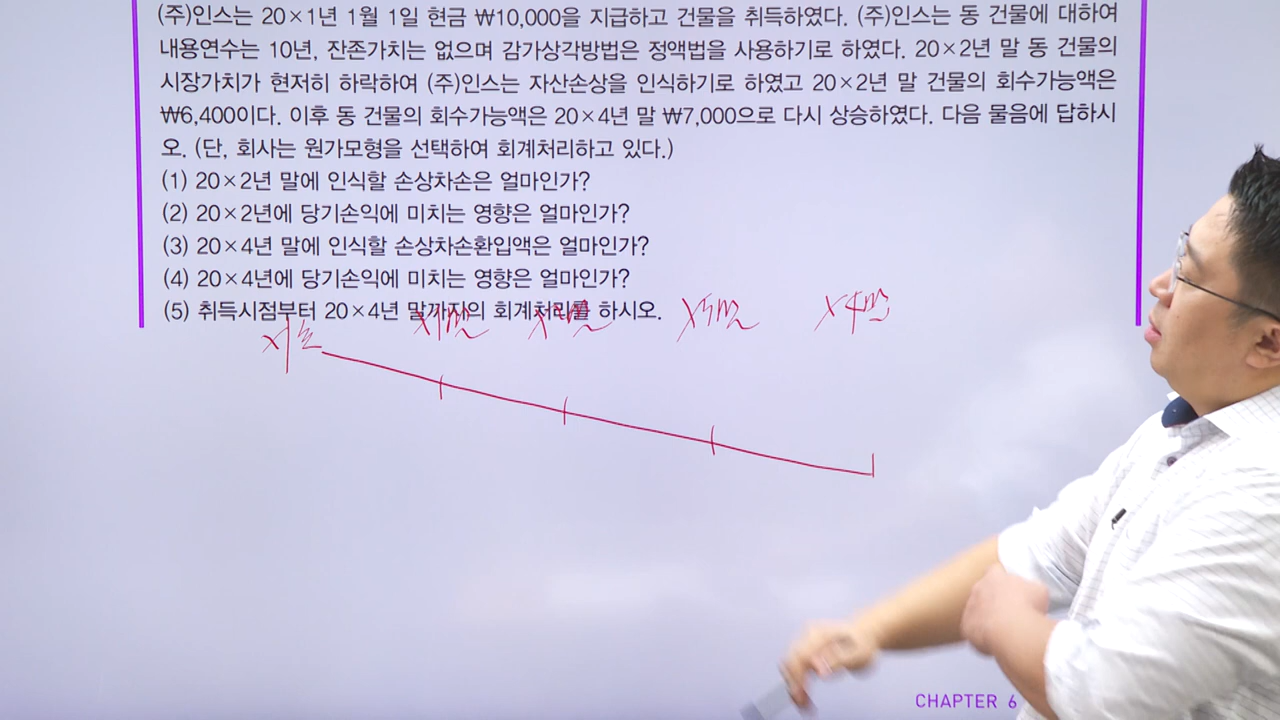 (주)인스는 20×1년 1월 1일 현금 ₩10,000을 지급하고 건물을 취득하였다. (주)인스는 동 건물에 대하여
내용연수는 10년, 잔존가치는 없으며 감가상각방법은 정액법을 사용하기로 하였다. 20×2년 말 동 건물의
시장가치가 현저히 하락하여 (주)인스는 자산손상을 인식하기로 하였고 20×2년 말 건물의 회수가능액은
₩6,400이다. 이후 동 건물의 회수가능액은 20×4년 말 ₩7,000으로 다시 상승하였다. 다음 물음에 답하시
오. (단, 회사는 원가모형을 선택하여 회계처리하고 있다.)
(1) 20×2년 말에 인식할 손상차손은 얼마인가?
(2) 20×2년에 당기손익에 미치는 영향은 얼마인가?
(3) 20×4년 말에 인식할 손상차손환입액은 얼마인가?
(4) 20×4년에 당기손익에 미치는 영향은 얼마인가?
(5) 취득시점부터 20×4년 말까지의 회계처리를 하시오.
X1초 X1말 X2말 X3말 X4말
CHAPTER 6